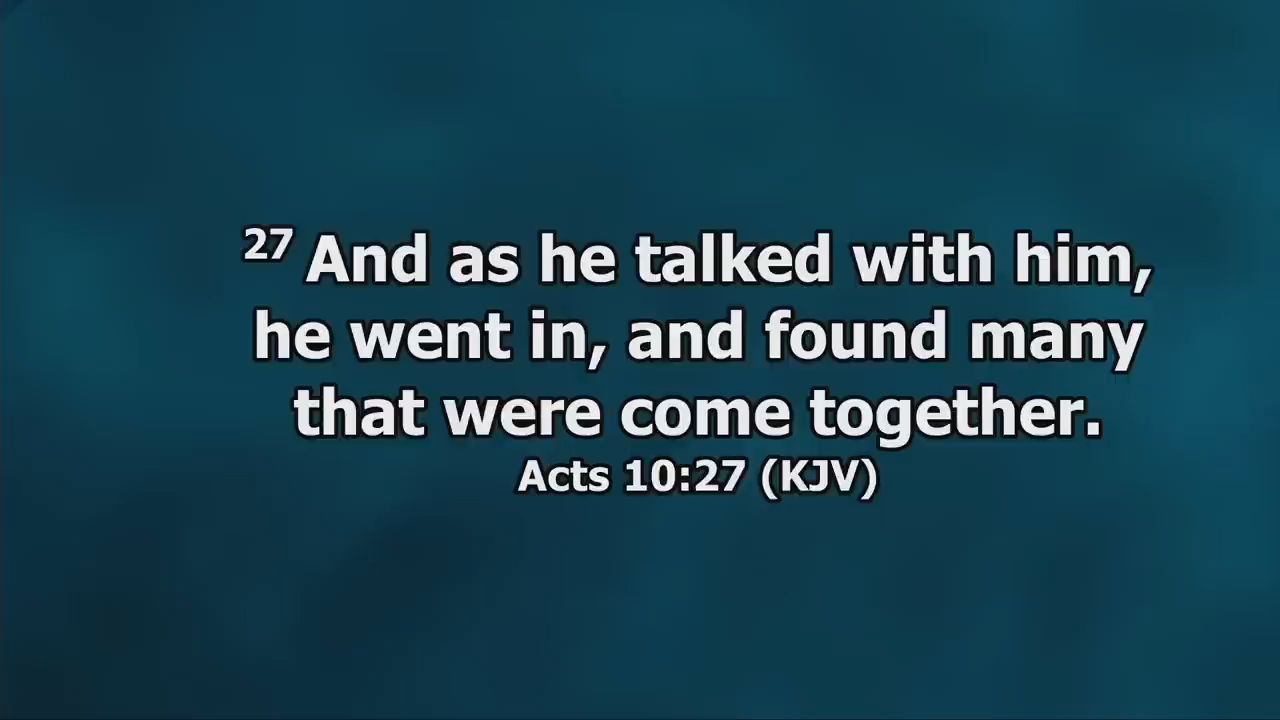 27 And as he talked with him,
he went in, and found many
that were come together.
Acts 10:27 (KJV)